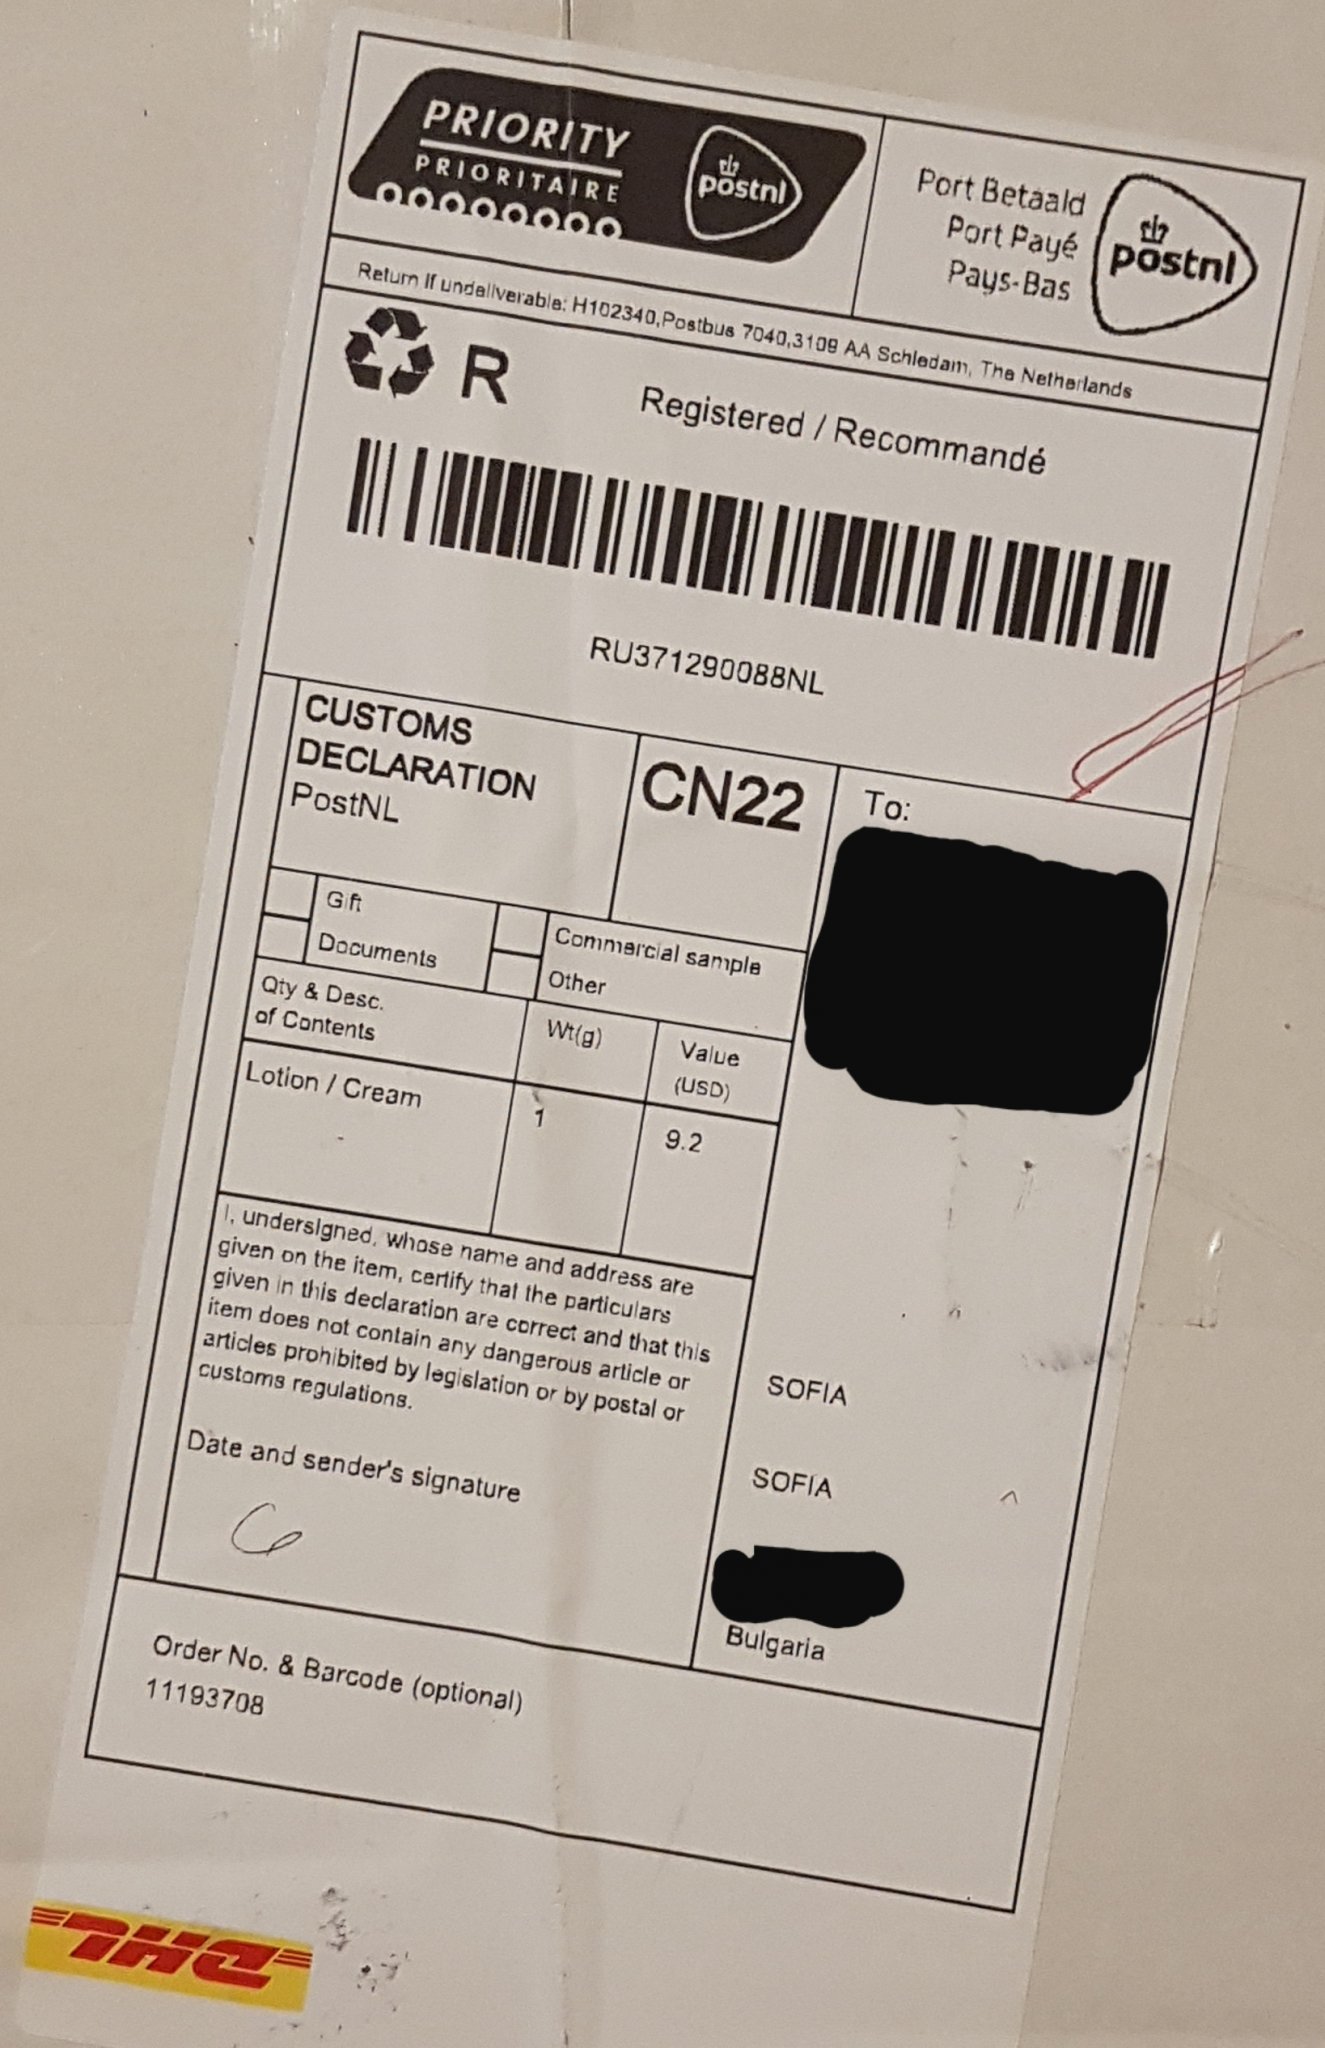 PRIORITY
PRIORITAIRE
postnl
Port Betaald
Port Payé
Pays-Bas
postnl
Return if undeliverable: H102340,Postbus 7040,3109 AA Schiedam, The Netherlands
R
Registered / Recommandé
RU371290088NL
CUSTOMS
DECLARATION
PostNL
CN22
To:
Gift
Documents
Commercial sample
Other
Qty & Desc.
of Contents
Wt(g)
Value
(USD)
Lotion / Cream
1
9.2
I, undersigned, whose name and address are
given on the item, certify that the particulars
given in this declaration are correct and that this
item does not contain any dangerous article or
articles prohibited by legislation or by postal or
customs regulations.
Date and sender's signature
SOFIA
SOFIA
Bulgaria
Order No. & Barcode (optional)
11193708
DHL